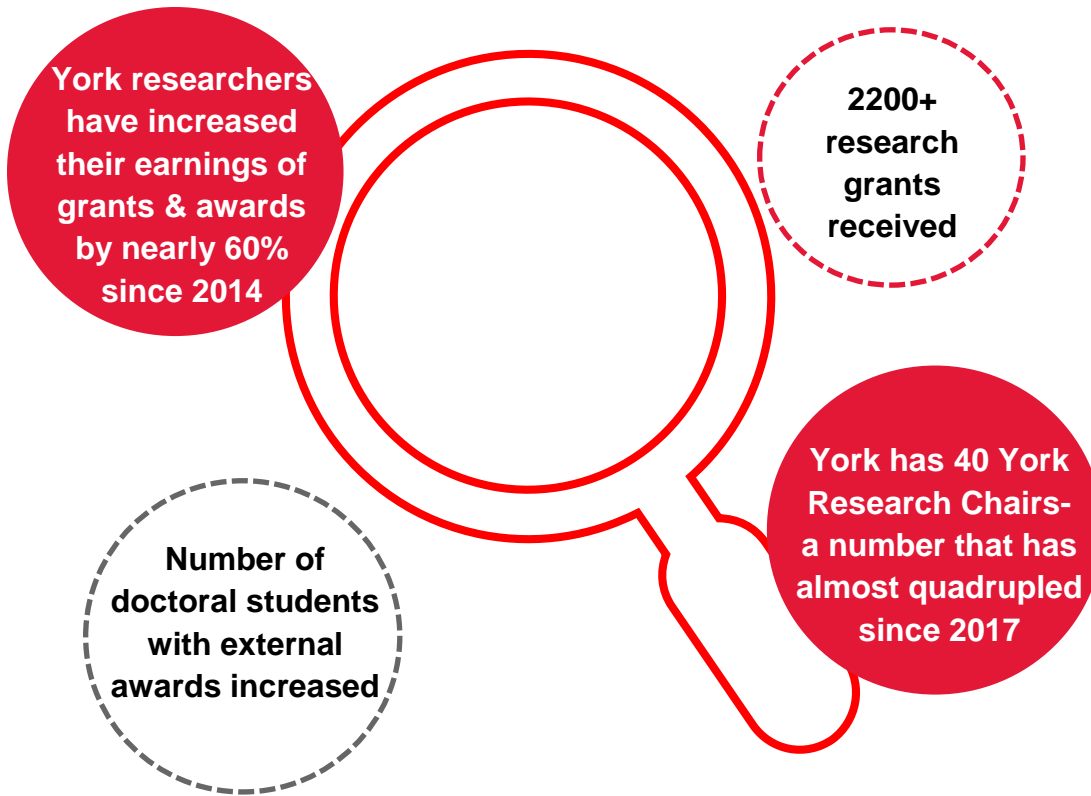 York researchers
have increased
their earnings of
grants & awards
by nearly 60%
since 2014
2200+
research
grants
received
York has 40 York
Research Chairs-
a number that has
almost quadrupled
since 2017
Number of
doctoral students
with external
awards increased